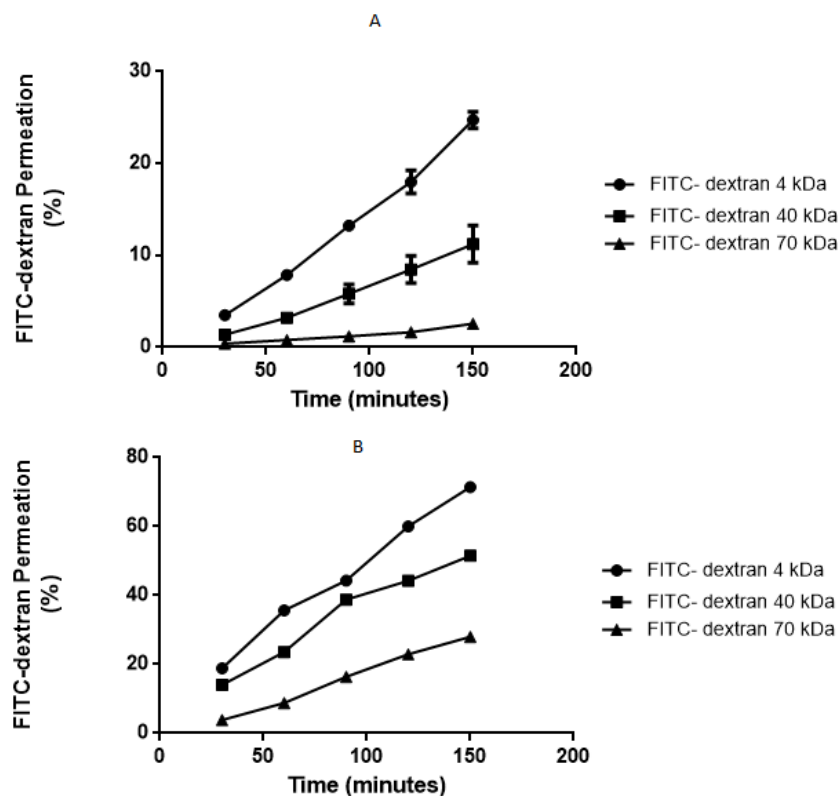 A
FITC-dextran Permeation
(%)
30
20
10
0
0
50
100
150
200
Time (minutes)
FITC- dextran 4 kDa
FITC- dextran 40 kDa
FITC- dextran 70 kDa
B
FITC-dextran Permeation
(%)
80
60
40
20
0
0
50
100
150
200
Time (minutes)
FITC- dextran 4 kDa
FITC- dextran 40 kDa
FITC- dextran 70 kDa